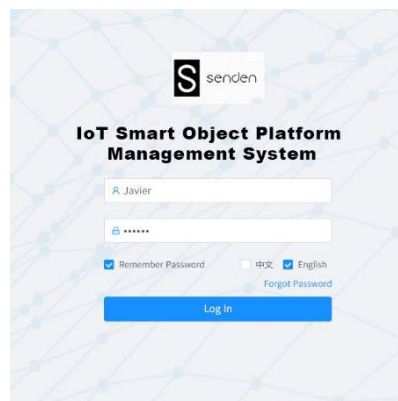 S senden
IoT Smart Object Platform
Management System
Javier
••••••
Remember Password 中文 English
Forgot Password
Log In